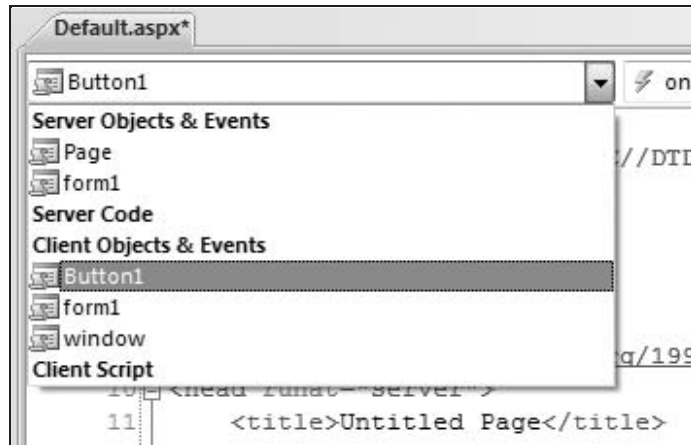 Default.aspx*
Button1
on
Server Objects & Events
Page
//DTD
form1
Server Code
Client Objects & Events
Button1
form1
window
/199
Client Script
10 <head runat="server">
11 <title>Untitled Page</title>